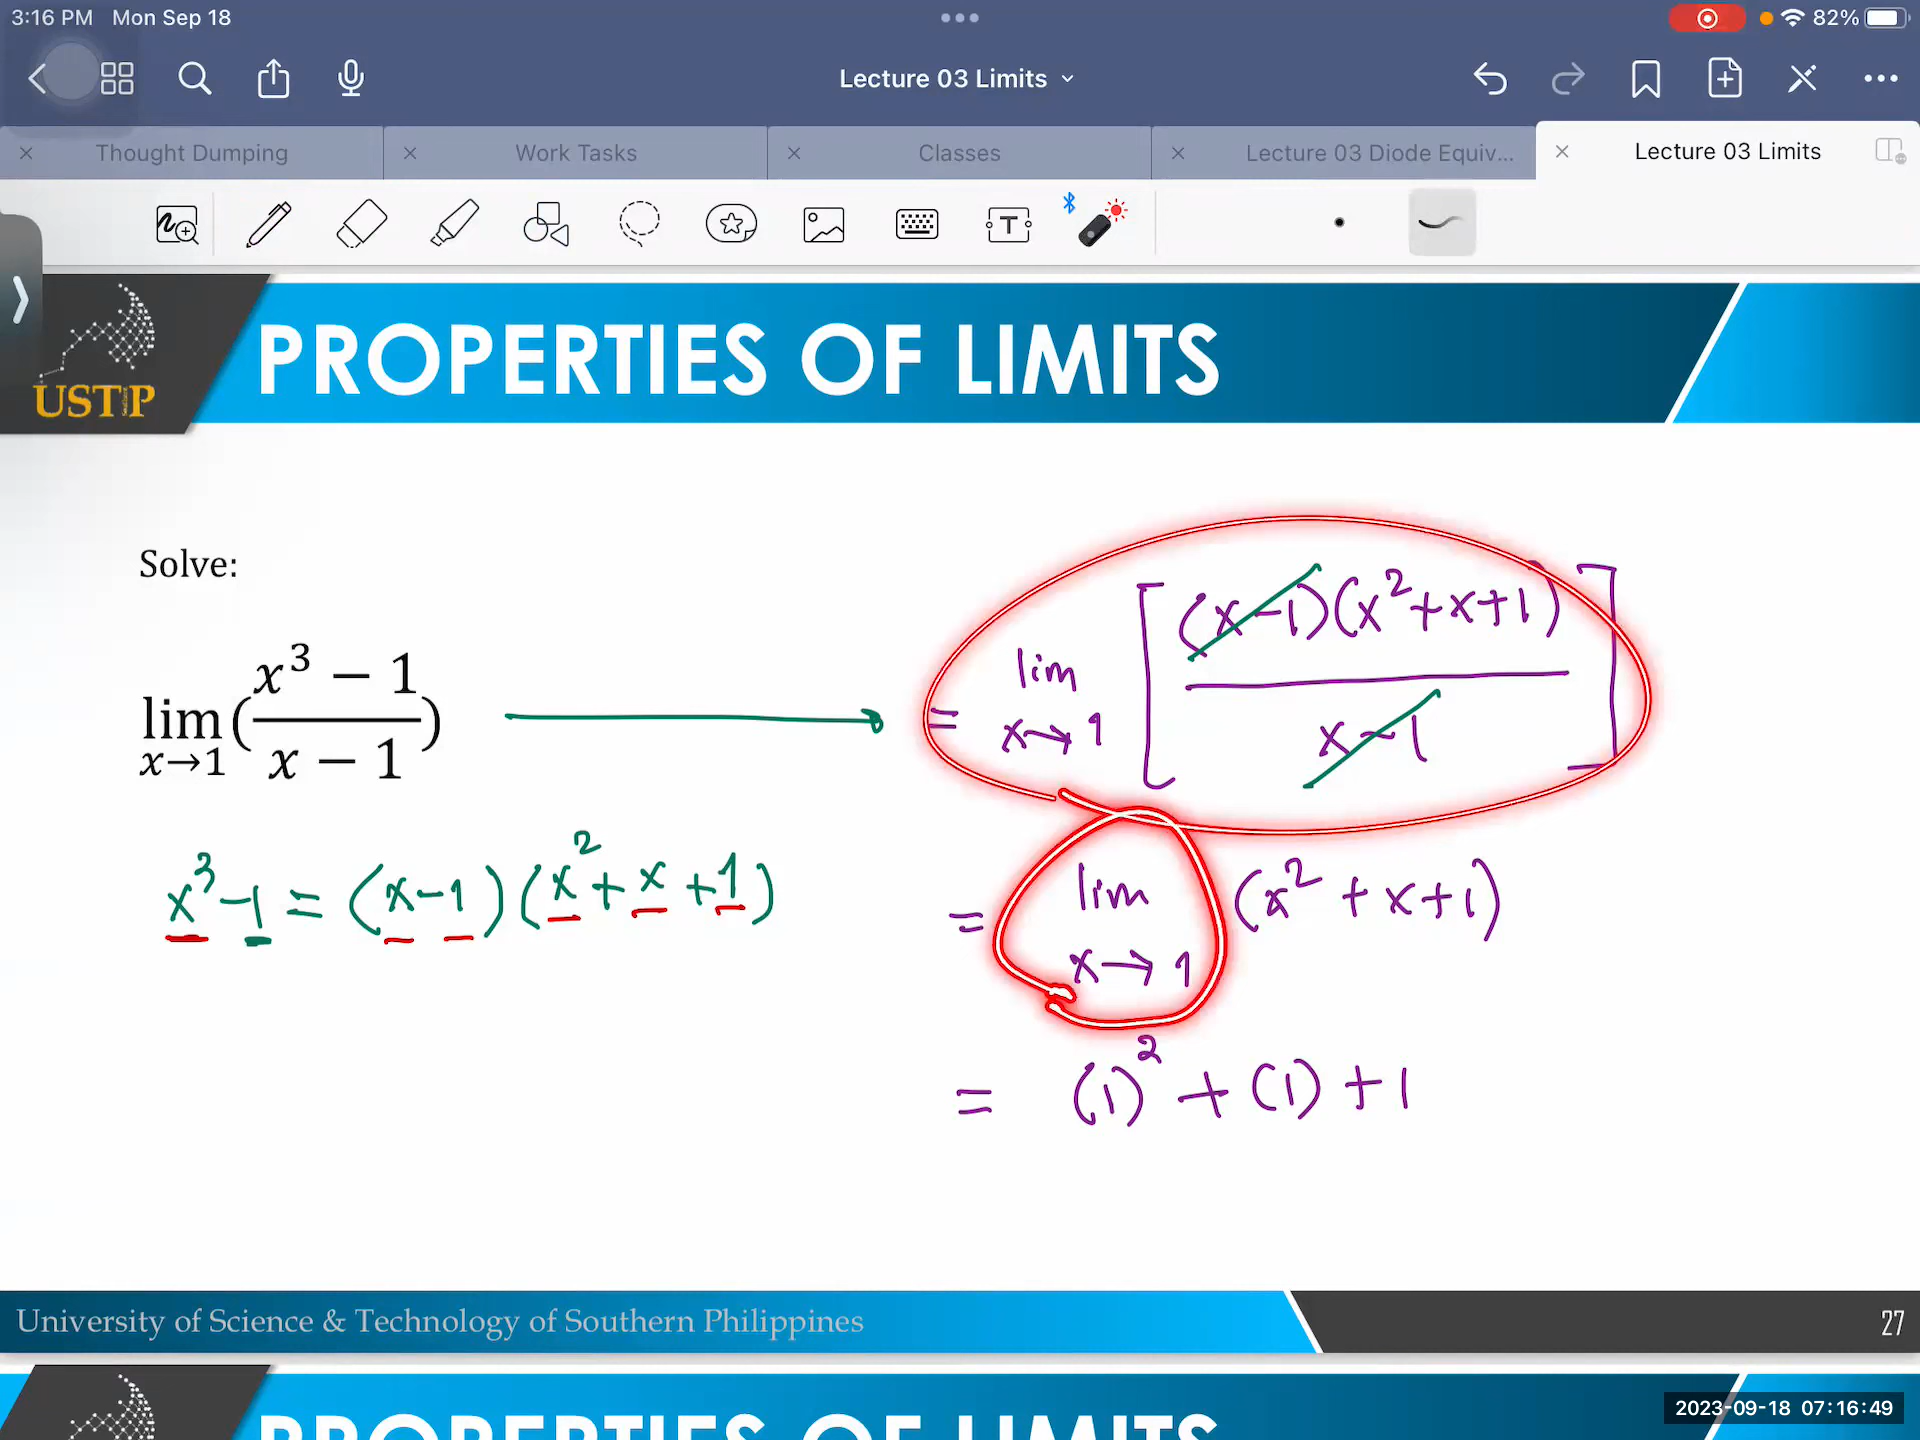 3:16 PM Mon Sep 18
82%
Lecture 03 Limits
Thought Dumping
Work Tasks
Classes
Lecture 03 Diode Equiv...
Lecture 03 Limits
T
USTP
PROPERTIES OF LIMITS
Solve:
lim x→1 (x³ − 1 / x − 1)
= lim x→1 [(x−1)(x²+x+1) / x−1]
x³−1 = (x−1)(x²+x+1)
= lim x→1 (x²+x+1)
= (1)² + (1) + 1
University of Science & Technology of Southern Philippines
27
PROPERTIES OF LIMITS
2023-09-18 07:16:49